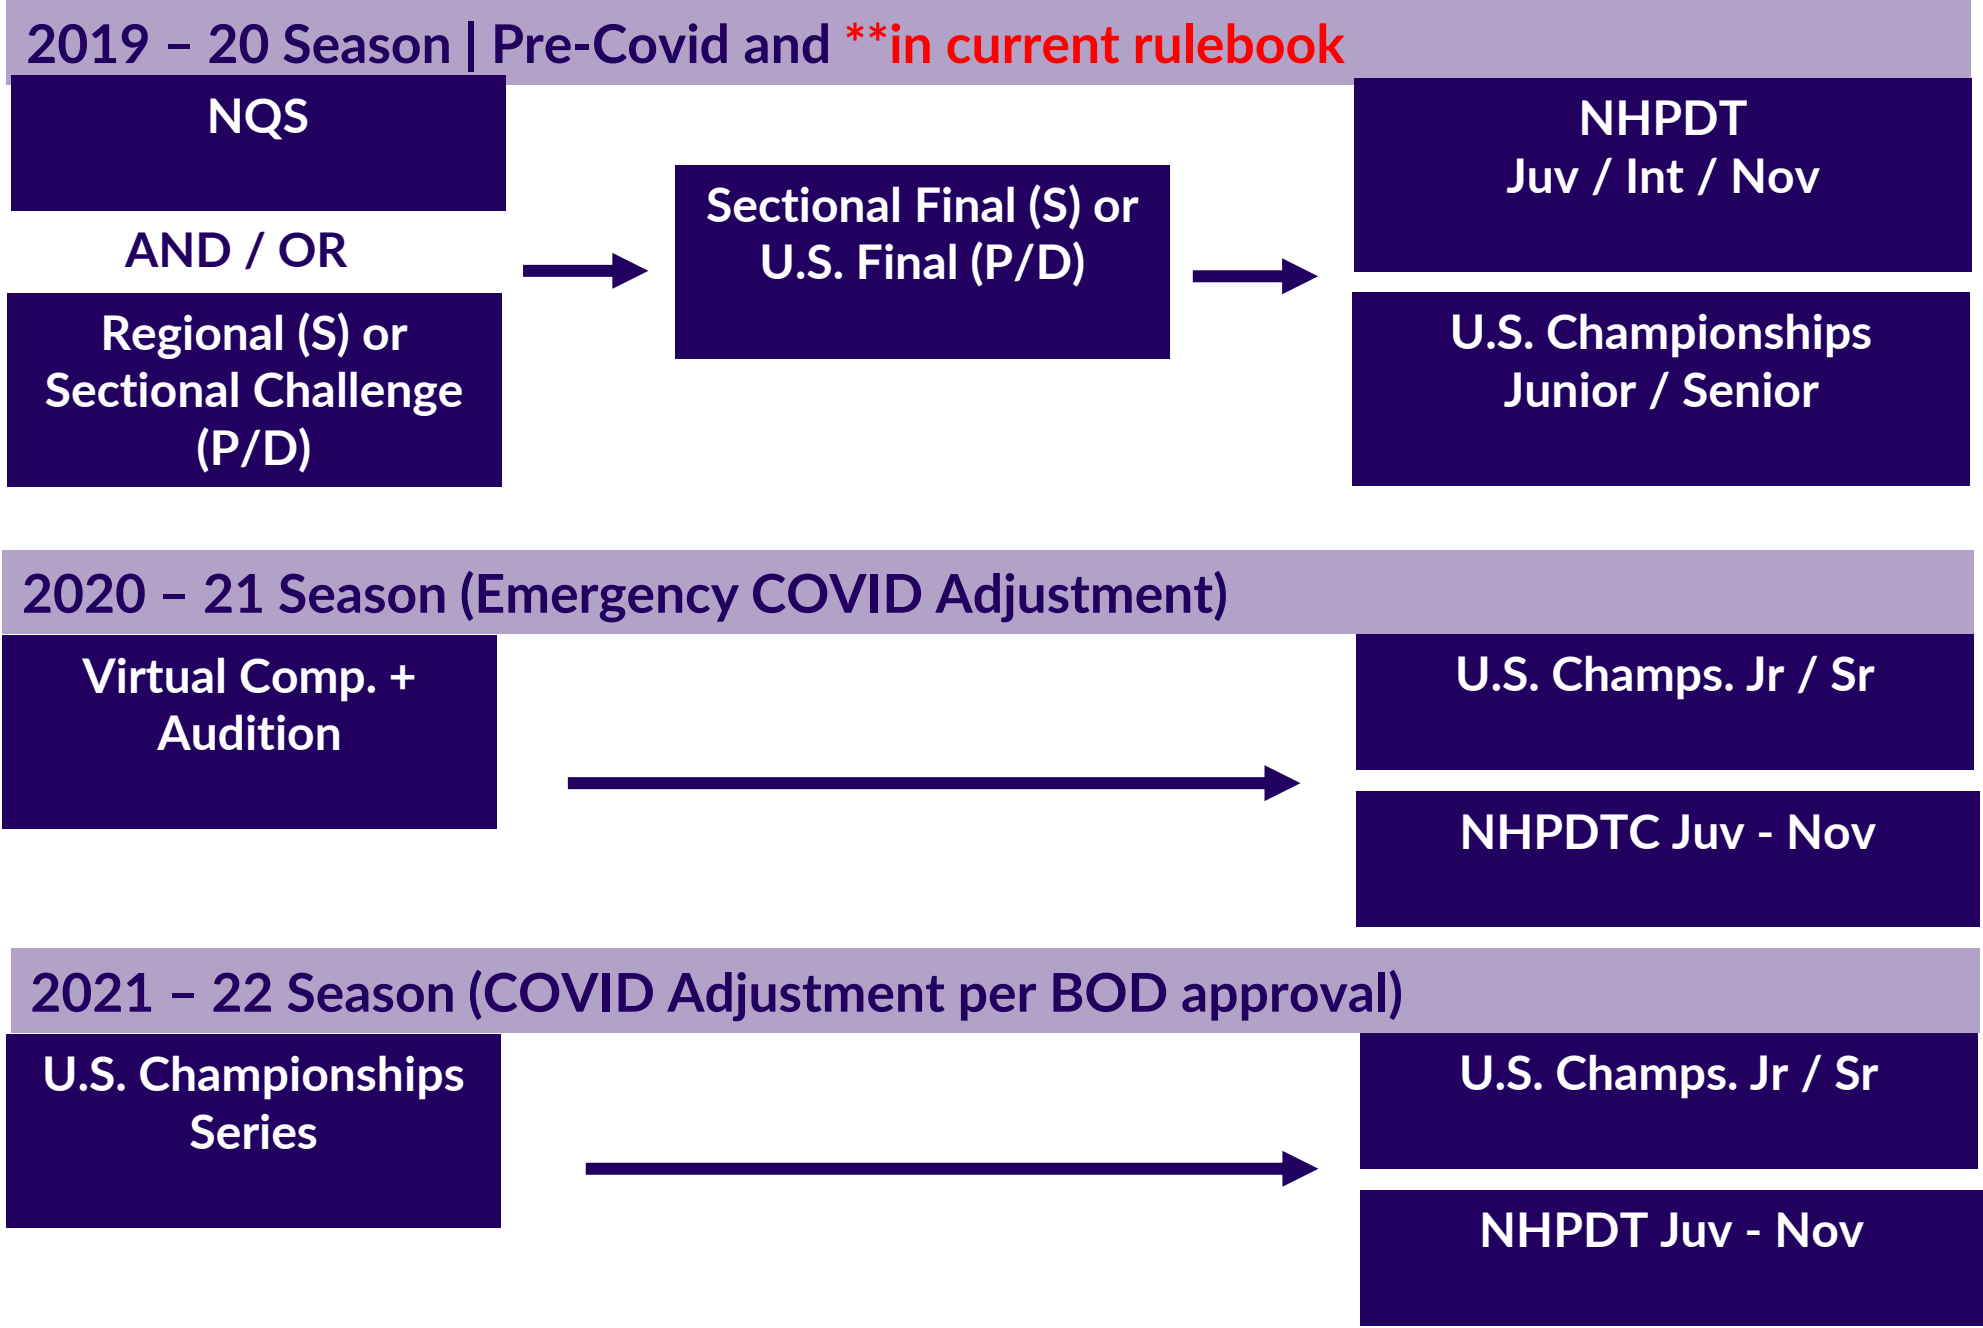 2019 – 20 Season | Pre-Covid and **in current rulebook
NQS
AND / OR
Regional (S) or
Sectional Challenge
(P/D)
Sectional Final (S) or
U.S. Final (P/D)
NHPDT
Juv / Int / Nov
U.S. Championships
Junior / Senior
2020 – 21 Season (Emergency COVID Adjustment)
Virtual Comp. +
Audition
U.S. Champs. Jr / Sr
NHPDTC Juv - Nov
2021 – 22 Season (COVID Adjustment per BOD approval)
U.S. Championships
Series
U.S. Champs. Jr / Sr
NHPDT Juv - Nov